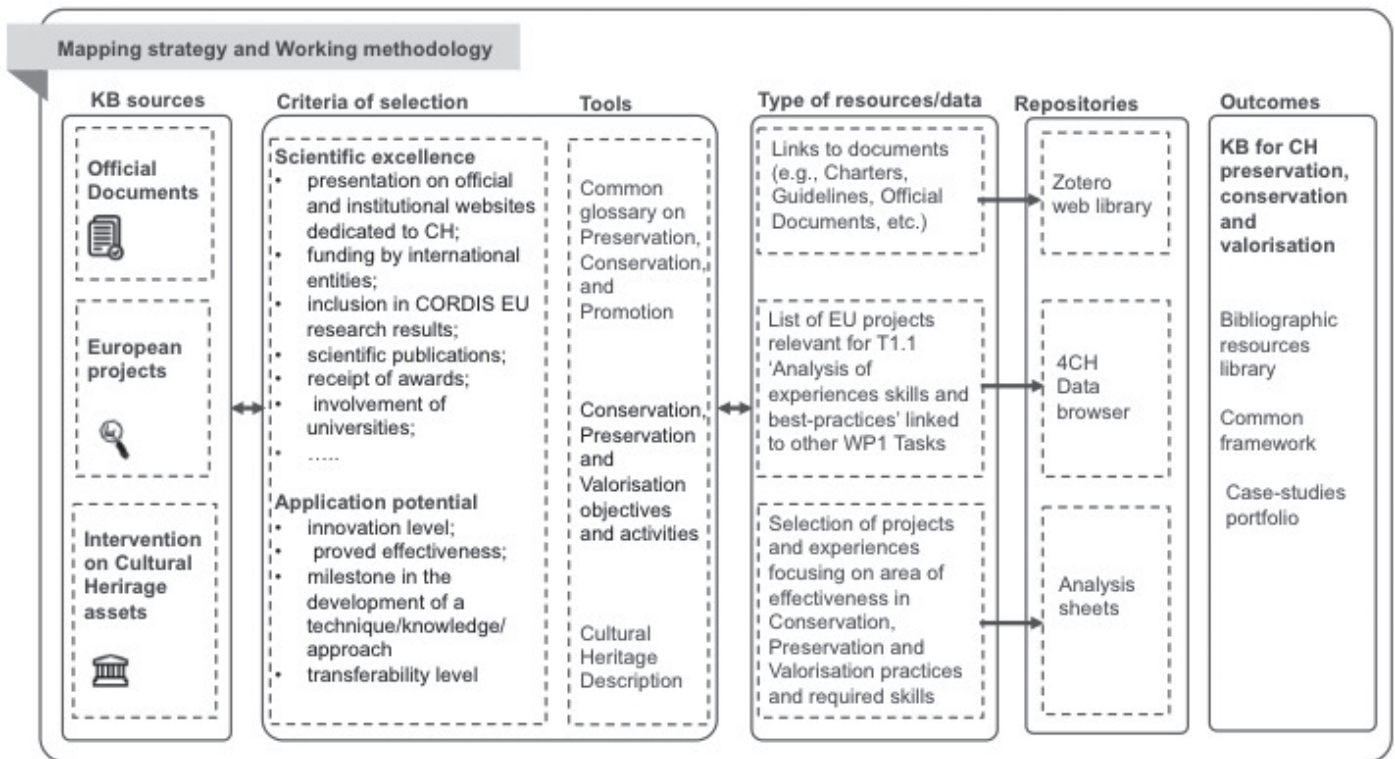 Mapping strategy and Working methodology
KB sources
Official
Documents
European
projects
Intervention
on Cultural
Herirage
assets
Criteria of selection
Scientific excellence
• presentation on official
and institutional websites
dedicated to CH;
• funding by international
entities;
• inclusion in CORDIS EU
research results;
• scientific publications;
• receipt of awards;
• involvement of
universities;
• .....
Application potential
• innovation level;
• proved effectiveness;
• milestone in the
development of a
technique/knowledge/
approach
• transferability level
Tools
Common
glossary on
Preservation,
Conservation,
and
Promotion
Conservation,
Preservation
and
Valorisation
objectives
and activities
Cultural
Heritage
Description
Type of resources/data
Links to documents
(e.g., Charters,
Guidelines, Official
Documents, etc.)
List of EU projects
relevant for T1.1
‘Analysis of
experiences skills and
best-practices’ linked
to other WP1 Tasks
Selection of projects
and experiences
focusing on area of
effectiveness in
Conservation,
Preservation and
Valorisation practices
and required skills
Repositories
Zotero
web library
4CH
Data
browser
Analysis
sheets
Outcomes
KB for CH
preservation,
conservation
and
valorisation
Bibliographic
resources
library
Common
framework
Case-studies
portfolio